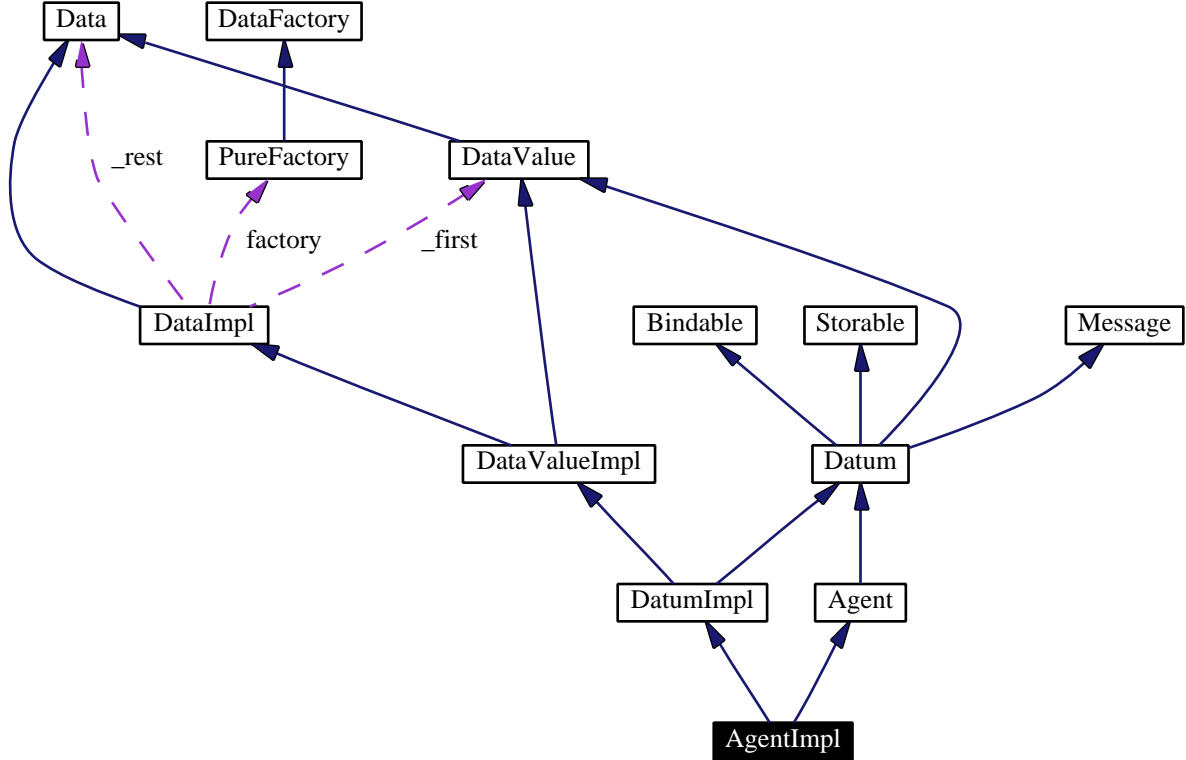 Data
DataFactory
_rest
PureFactory
DataValue
factory
_first
DataImpl
Bindable
Storable
Message
DataValueImpl
Datum
DatumImpl
Agent
AgentImpl